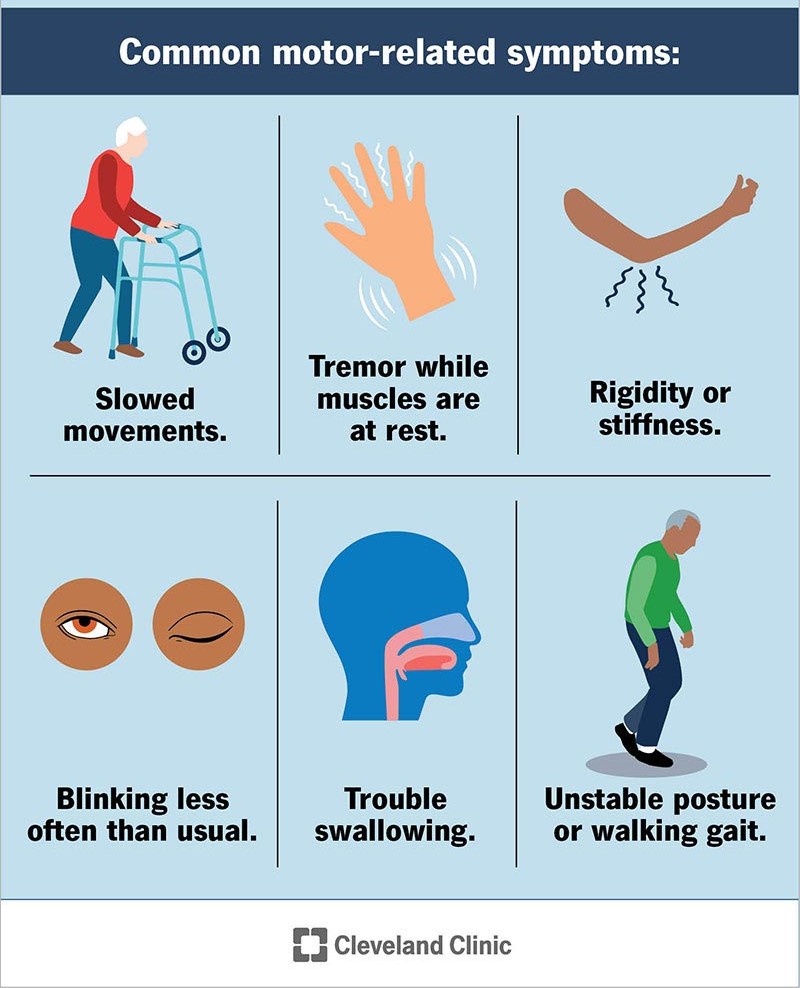 Common motor-related symptoms:
Slowed
movements.
Tremor while
muscles are
at rest.
Rigidity or
stiffness.
Blinking less
often than usual.
Trouble
swallowing.
Unstable posture
or walking gait.
Cleveland Clinic